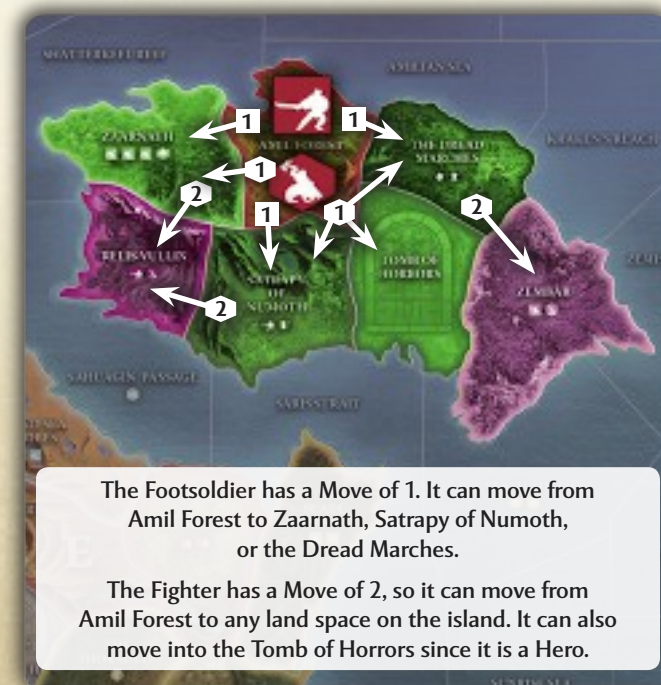 AMIL FOREST
1
1
ZAARNATH
THE DREAD
MARCHES
1
2
1
1
2
TOMB OF
HORRORS
SATRAPY
OF
NUMOTH
2
SAHUAGIN PASSAGE
The Footsoldier has a Move of 1. It can move from
Amil Forest to Zaarnath, Satrapy of Numoth,
or the Dread Marches.
The Fighter has a Move of 2, so it can move from
Amil Forest to any land space on the island. It can also
move into the Tomb of Horrors since it is a Hero.